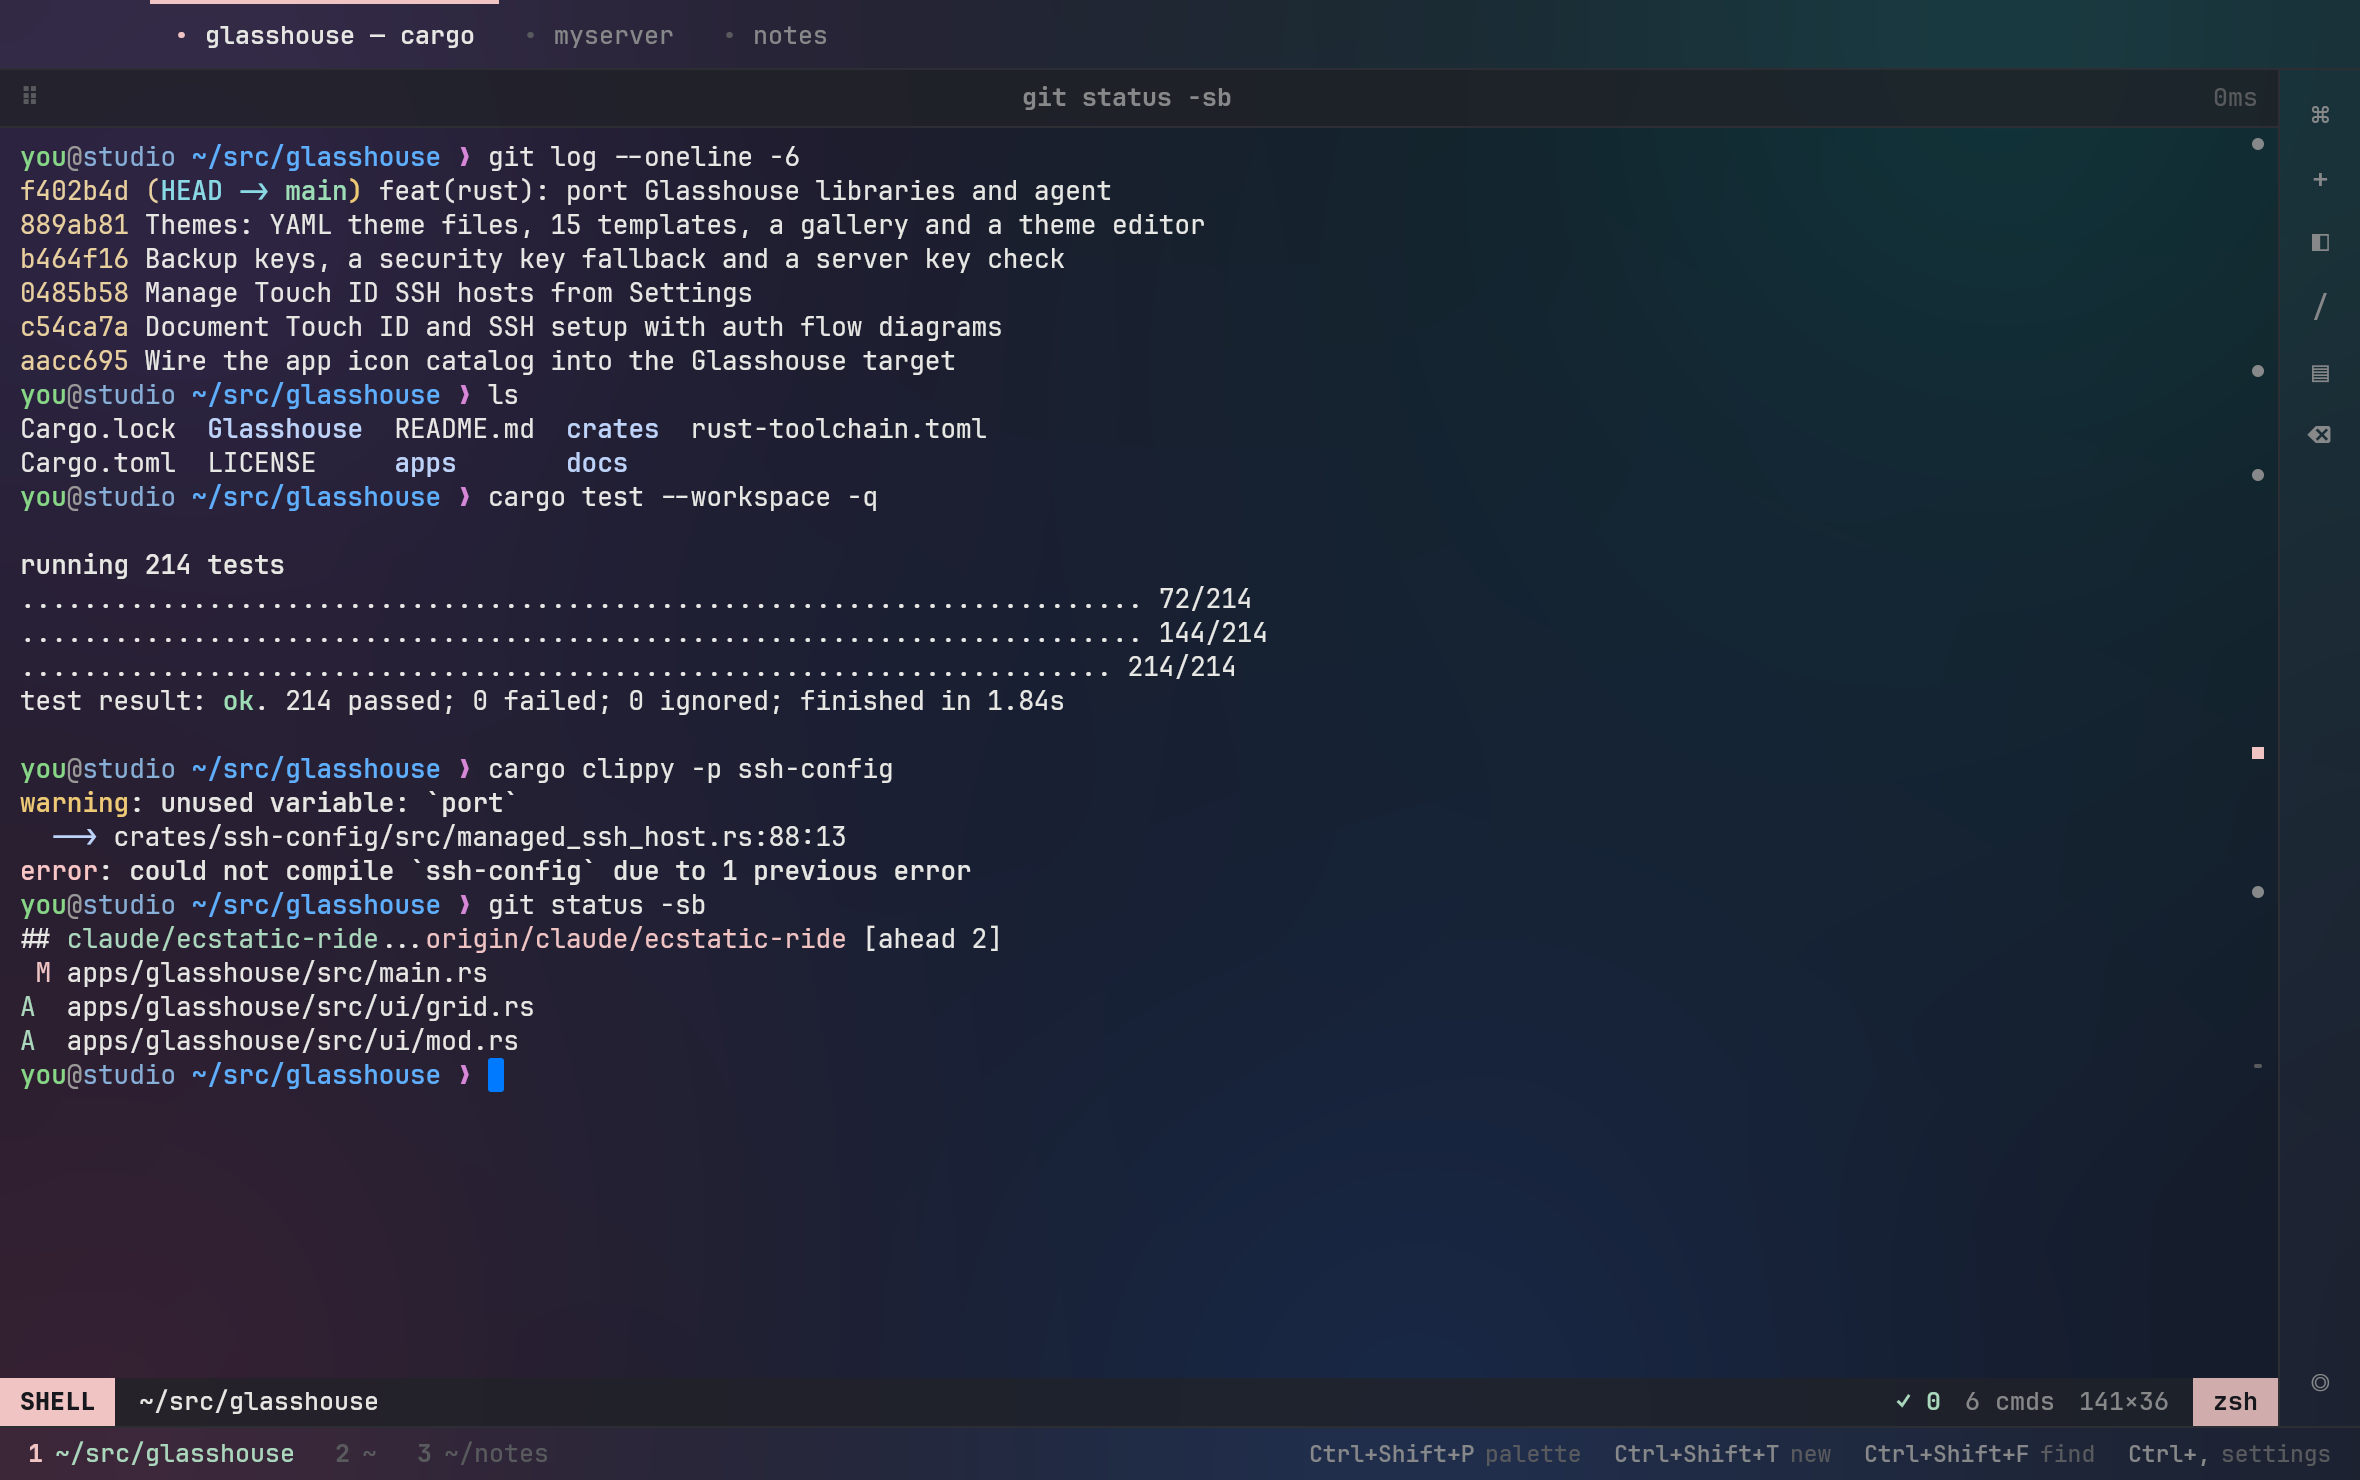 • glasshouse — cargo • myserver • notes
git status -sb 0ms
you@studio ~/src/glasshouse ❯ git log --oneline -6
f402b4d (HEAD -> main) feat(rust): port Glasshouse libraries and agent
889ab81 Themes: YAML theme files, 15 templates, a gallery and a theme editor
b464f16 Backup keys, a security key fallback and a server key check
0485b58 Manage Touch ID SSH hosts from Settings
c54ca7a Document Touch ID and SSH setup with auth flow diagrams
aacc695 Wire the app icon catalog into the Glasshouse target
you@studio ~/src/glasshouse ❯ ls
Cargo.lock  Glasshouse  README.md  crates  rust-toolchain.toml
Cargo.toml  LICENSE     apps       docs
you@studio ~/src/glasshouse ❯ cargo test --workspace -q
running 214 tests
........................................................................ 72/214
........................................................................ 144/214
...................................................................... 214/214
test result: ok. 214 passed; 0 failed; 0 ignored; finished in 1.84s
you@studio ~/src/glasshouse ❯ cargo clippy -p ssh-config
warning: unused variable: `port`
  --> crates/ssh-config/src/managed_ssh_host.rs:88:13
error: could not compile `ssh-config` due to 1 previous error
you@studio ~/src/glasshouse ❯ git status -sb
## claude/ecstatic-ride...origin/claude/ecstatic-ride [ahead 2]
 M apps/glasshouse/src/main.rs
A  apps/glasshouse/src/ui/grid.rs
A  apps/glasshouse/src/ui/mod.rs
you@studio ~/src/glasshouse ❯
SHELL ~/src/glasshouse ✓ 0 6 cmds 141×36 zsh
1 ~/src/glasshouse 2 ~ 3 ~/notes Ctrl+Shift+P palette Ctrl+Shift+T new Ctrl+Shift+F find Ctrl+, settings